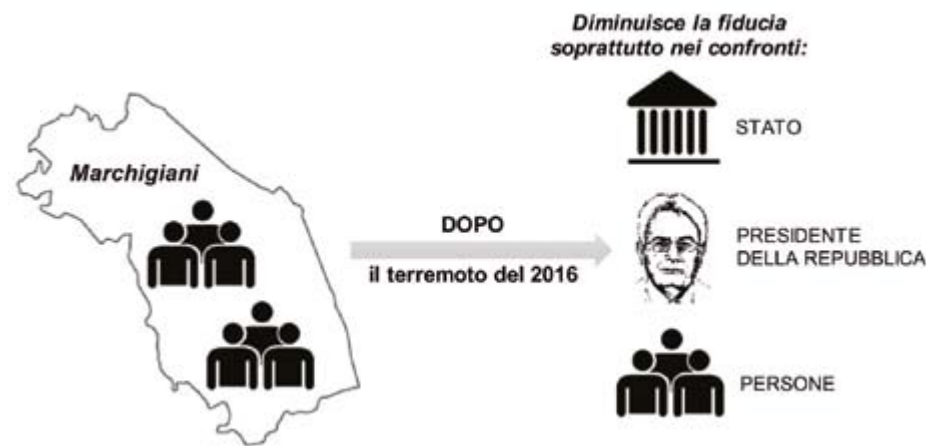 Diminuisce la fiducia
soprattutto nei confronti:
STATO
Marchigiani
DOPO
il terremoto del 2016
PRESIDENTE
DELLA REPUBBLICA
PERSONE